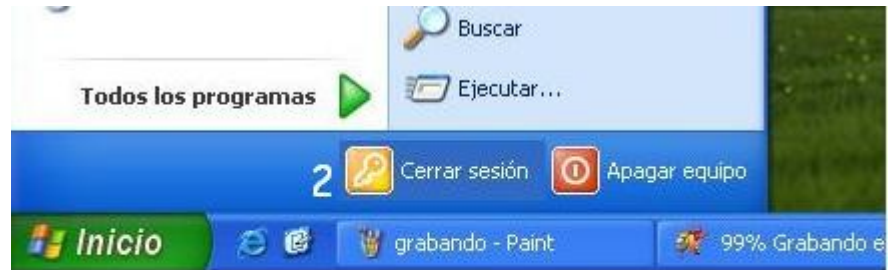 Buscar
Todos los programas
Ejecutar...
2
Cerrar sesión
Apagar equipo
Inicio
grabando - Paint
99% Grabando e